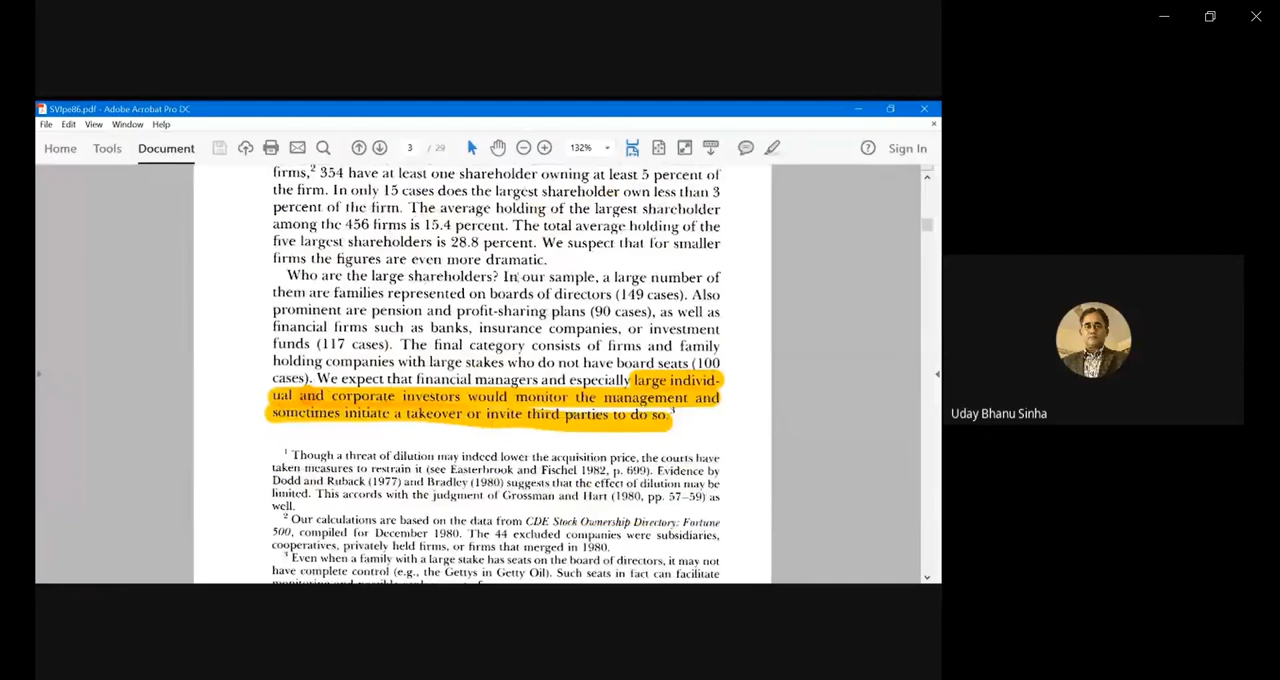 SVJpe86.pdf - Adobe Acrobat Pro DC
File Edit View Window Help
Home Tools Document 3 / 29 132% Sign In
firms,² 354 have at least one shareholder owning at least 5 percent of
the firm. In only 15 cases does the largest shareholder own less than 3
percent of the firm. The average holding of the largest shareholder
among the 456 firms is 15.4 percent. The total average holding of the
five largest shareholders is 28.8 percent. We suspect that for smaller
firms the figures are even more dramatic.
Who are the large shareholders? In our sample, a large number of
them are families represented on boards of directors (149 cases). Also
prominent are pension and profit-sharing plans (90 cases), as well as
financial firms such as banks, insurance companies, or investment
funds (117 cases). The final category consists of firms and family
holding companies with large stakes who do not have board seats (100
cases). We expect that financial managers and especially large individ-
ual and corporate investors would monitor the management and
sometimes initiate a takeover or invite third parties to do so.³
¹ Though a threat of dilution may indeed lower the acquisition price, the courts have
taken measures to restrain it (see Easterbrook and Fischel 1982, p. 699). Evidence by
Dodd and Ruback (1977) and Bradley (1980) suggests that the effect of dilution may be
limited. This accords with the judgment of Grossman and Hart (1980, pp. 57–59) as
well.
² Our calculations are based on the data from CDE Stock Ownership Directory: Fortune
500, compiled for December 1980. The 44 excluded companies were subsidiaries,
cooperatives, privately held firms, or firms that merged in 1980.
³ Even when a family with a large stake has seats on the board of directors, it may not
have complete control (e.g., the Gettys in Getty Oil). Such seats in fact can facilitate
Uday Bhanu Sinha